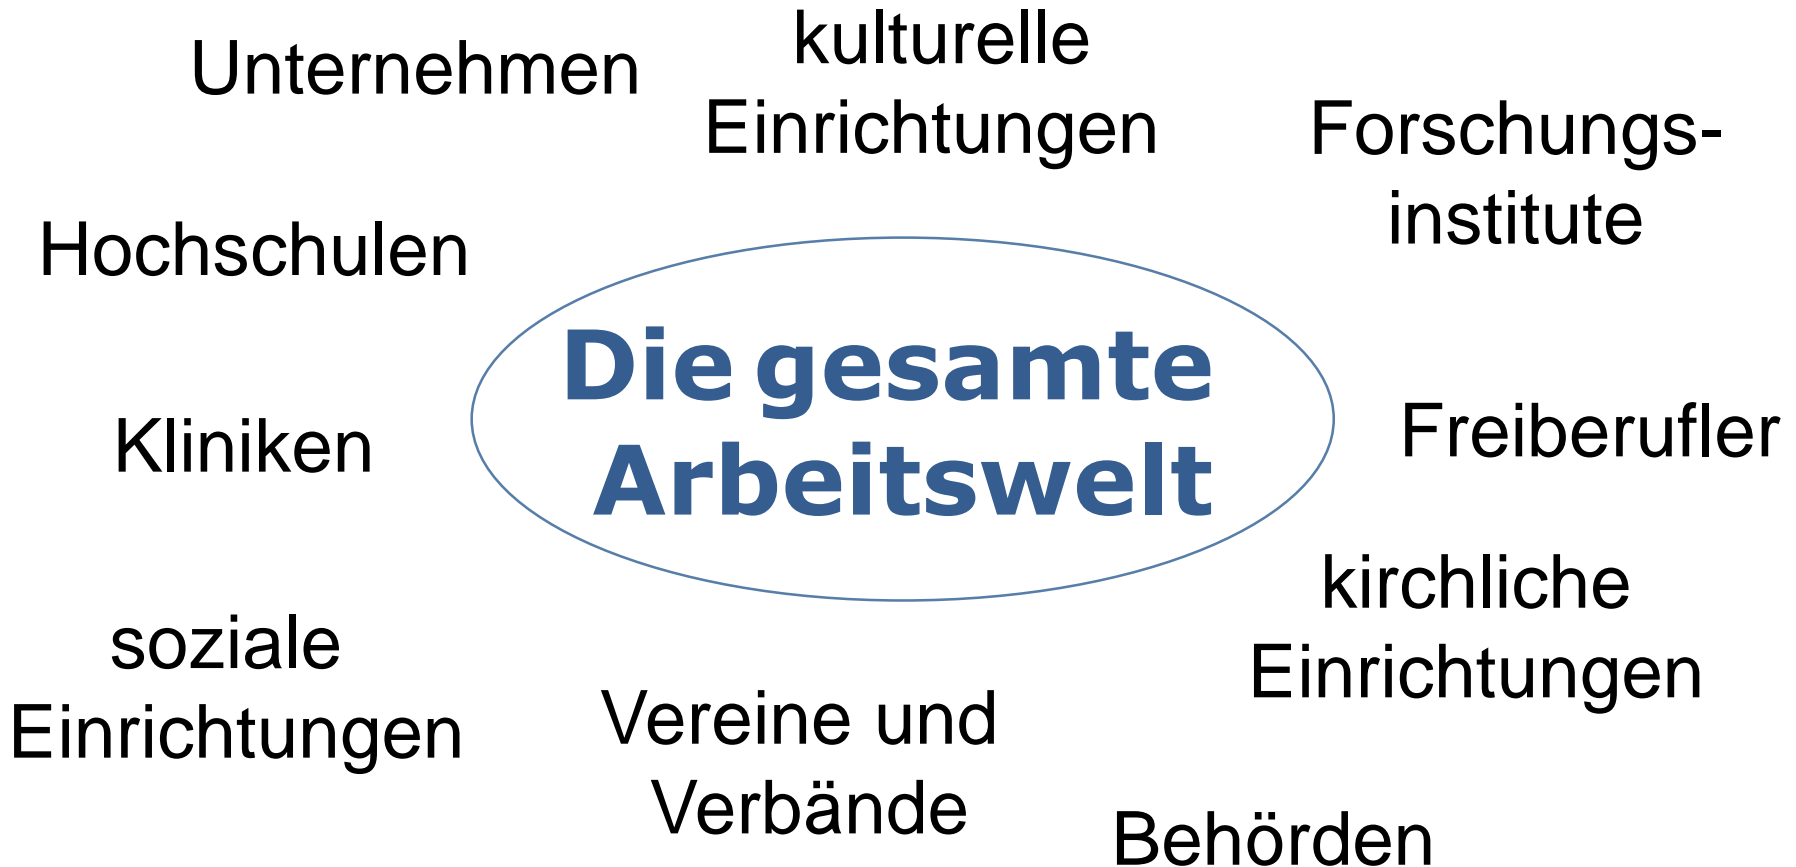 Unternehmen
kulturelle
Einrichtungen
Forschungs-
institute
Hochschulen
Die gesamte
Arbeitswelt
Kliniken
Freiberufler
kirchliche
Einrichtungen
soziale
Einrichtungen
Vereine und
Verbände
Behörden